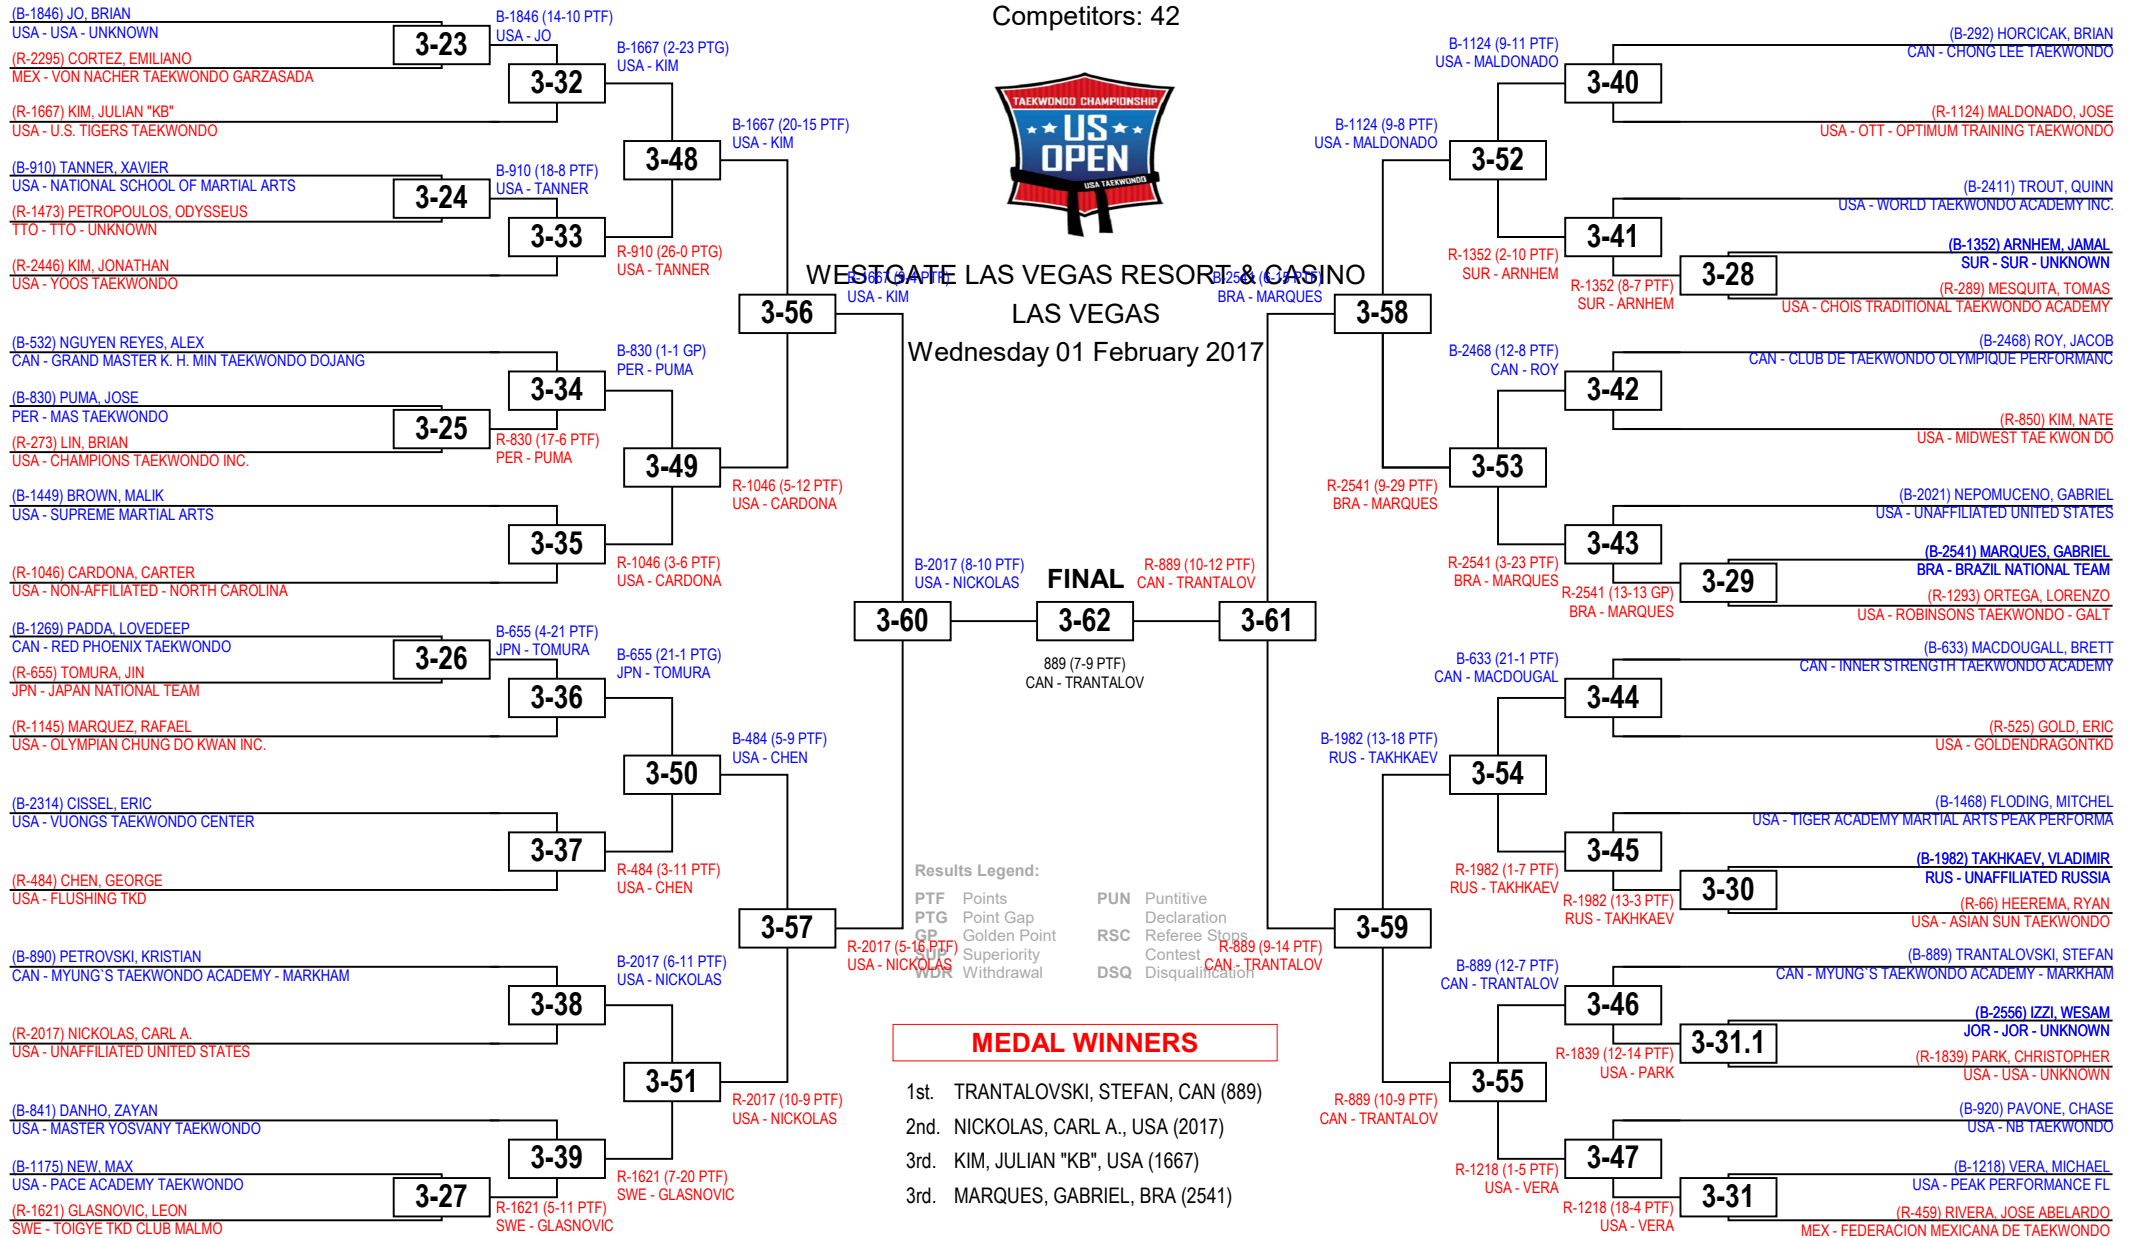 Competitors: 42
TAEKWONDO CHAMPIONSHIP
US
OPEN
USA TAEKWONDO
WESTGATE LAS VEGAS RESORT & CASINO
LAS VEGAS
Wednesday 01 February 2017
(B-1846) JO, BRIAN
USA - USA - UNKNOWN
(R-2295) CORTEZ, EMILIANO
MEX - VON NACHER TAEKWONDO GARZASADA
(R-1667) KIM, JULIAN "KB"
USA - U.S. TIGERS TAEKWONDO
(B-910) TANNER, XAVIER
USA - NATIONAL SCHOOL OF MARTIAL ARTS
(R-1473) PETROPOULOS, ODYSSEUS
TTO - TTO - UNKNOWN
(R-2446) KIM, JONATHAN
USA - YOOS TAEKWONDO
(B-532) NGUYEN REYES, ALEX
CAN - GRAND MASTER K. H. MIN TAEKWONDO DOJANG
(B-830) PUMA, JOSE
PER - MAS TAEKWONDO
(R-273) LIN, BRIAN
USA - CHAMPIONS TAEKWONDO INC.
(B-1449) BROWN, MALIK
USA - SUPREME MARTIAL ARTS
(R-1046) CARDONA, CARTER
USA - NON-AFFILIATED - NORTH CAROLINA
(B-1269) PADDA, LOVEDEEP
CAN - RED PHOENIX TAEKWONDO
(R-655) TOMURA, JIN
JPN - JAPAN NATIONAL TEAM
(R-1145) MARQUEZ, RAFAEL
USA - OLYMPIAN CHUNG DO KWAN INC.
(B-2314) CISSEL, ERIC
USA - VUONGS TAEKWONDO CENTER
(R-484) CHEN, GEORGE
USA - FLUSHING TKD
(B-890) PETROVSKI, KRISTIAN
CAN - MYUNG`S TAEKWONDO ACADEMY - MARKHAM
(R-2017) NICKOLAS, CARL A.
USA - UNAFFILIATED UNITED STATES
(B-841) DANHO, ZAYAN
USA - MASTER YOSVANY TAEKWONDO
(B-1175) NEW, MAX
USA - PACE ACADEMY TAEKWONDO
(R-1621) GLASNOVIC, LEON
SWE - TOIGYE TKD CLUB MALMO
3-23
3-24
3-25
3-26
3-27
B-1846 (14-10 PTF)
USA - JO
B-910 (18-8 PTF)
USA - TANNER
R-830 (17-6 PTF)
PER - PUMA
B-655 (4-21 PTF)
JPN - TOMURA
R-1621 (5-11 PTF)
SWE - GLASNOVIC
3-32
3-33
3-34
3-35
3-36
3-37
3-38
3-39
B-1667 (2-23 PTG)
USA - KIM
R-910 (26-0 PTG)
USA - TANNER
B-830 (1-1 GP)
PER - PUMA
R-1046 (3-6 PTF)
USA - CARDONA
B-655 (21-1 PTG)
JPN - TOMURA
R-484 (3-11 PTF)
USA - CHEN
B-2017 (6-11 PTF)
USA - NICKOLAS
R-1621 (7-20 PTF)
SWE - GLASNOVIC
3-48
3-49
3-50
3-51
B-1667 (20-15 PTF)
USA - KIM
R-1046 (5-12 PTF)
USA - CARDONA
B-484 (5-9 PTF)
USA - CHEN
R-2017 (10-9 PTF)
USA - NICKOLAS
3-56
3-57
B-1667 (9-4 PTF)
USA - KIM
R-2017 (5-16 PTF)
USA - NICKOLAS
3-60
B-2017 (8-10 PTF)
USA - NICKOLAS
FINAL
3-62
889 (7-9 PTF)
CAN - TRANTALOV
R-889 (10-12 PTF)
CAN - TRANTALOV
3-61
B-2541 (6-15 PTF)
BRA - MARQUES
R-889 (9-14 PTF)
CAN - TRANTALOV
3-58
3-59
B-1124 (9-8 PTF)
USA - MALDONADO
R-2541 (9-29 PTF)
BRA - MARQUES
B-1982 (13-18 PTF)
RUS - TAKHKAEV
R-889 (10-9 PTF)
CAN - TRANTALOV
3-52
3-53
3-54
3-55
B-1124 (9-11 PTF)
USA - MALDONADO
R-1352 (2-10 PTF)
SUR - ARNHEM
B-2468 (12-8 PTF)
CAN - ROY
R-2541 (3-23 PTF)
BRA - MARQUES
B-633 (21-1 PTF)
CAN - MACDOUGAL
R-1982 (1-7 PTF)
RUS - TAKHKAEV
B-889 (12-7 PTF)
CAN - TRANTALOV
R-1218 (1-5 PTF)
USA - VERA
3-40
3-41
3-42
3-43
3-44
3-45
3-46
3-47
R-1352 (8-7 PTF)
SUR - ARNHEM
R-2541 (13-13 GP)
BRA - MARQUES
R-1982 (13-3 PTF)
RUS - TAKHKAEV
R-1839 (12-14 PTF)
USA - PARK
R-1218 (18-4 PTF)
USA - VERA
3-28
3-29
3-30
3-31.1
3-31
(B-292) HORCICAK, BRIAN
CAN - CHONG LEE TAEKWONDO
(R-1124) MALDONADO, JOSE
USA - OTT - OPTIMUM TRAINING TAEKWONDO
(B-2411) TROUT, QUINN
USA - WORLD TAEKWONDO ACADEMY INC.
(B-1352) ARNHEM, JAMAL
SUR - SUR - UNKNOWN
(R-289) MESQUITA, TOMAS
USA - CHOIS TRADITIONAL TAEKWONDO ACADEMY
(B-2468) ROY, JACOB
CAN - CLUB DE TAEKWONDO OLYMPIQUE PERFORMANC
(R-850) KIM, NATE
USA - MIDWEST TAE KWON DO
(B-2021) NEPOMUCENO, GABRIEL
USA - UNAFFILIATED UNITED STATES
(B-2541) MARQUES, GABRIEL
BRA - BRAZIL NATIONAL TEAM
(R-1293) ORTEGA, LORENZO
USA - ROBINSONS TAEKWONDO - GALT
(B-633) MACDOUGALL, BRETT
CAN - INNER STRENGTH TAEKWONDO ACADEMY
(R-525) GOLD, ERIC
USA - GOLDENDRAGONTKD
(B-1468) FLODING, MITCHEL
USA - TIGER ACADEMY MARTIAL ARTS PEAK PERFORMA
(B-1982) TAKHKAEV, VLADIMIR
RUS - UNAFFILIATED RUSSIA
(R-66) HEEREMA, RYAN
USA - ASIAN SUN TAEKWONDO
(B-889) TRANTALOVSKI, STEFAN
CAN - MYUNG`S TAEKWONDO ACADEMY - MARKHAM
(B-2556) IZZI, WESAM
JOR - JOR - UNKNOWN
(R-1839) PARK, CHRISTOPHER
USA - USA - UNKNOWN
(B-920) PAVONE, CHASE
USA - NB TAEKWONDO
(B-1218) VERA, MICHAEL
USA - PEAK PERFORMANCE FL
(R-459) RIVERA, JOSE ABELARDO
MEX - FEDERACION MEXICANA DE TAEKWONDO
Results Legend:
PTF Points
PTG Point Gap
GP Golden Point
SUP Superiority
WDR Withdrawal
PUN Puntitive
Declaration
RSC Referee Stops
Contest
DSQ Disqualification
MEDAL WINNERS
1st. TRANTALOVSKI, STEFAN, CAN (889)
2nd. NICKOLAS, CARL A., USA (2017)
3rd. KIM, JULIAN "KB", USA (1667)
3rd. MARQUES, GABRIEL, BRA (2541)